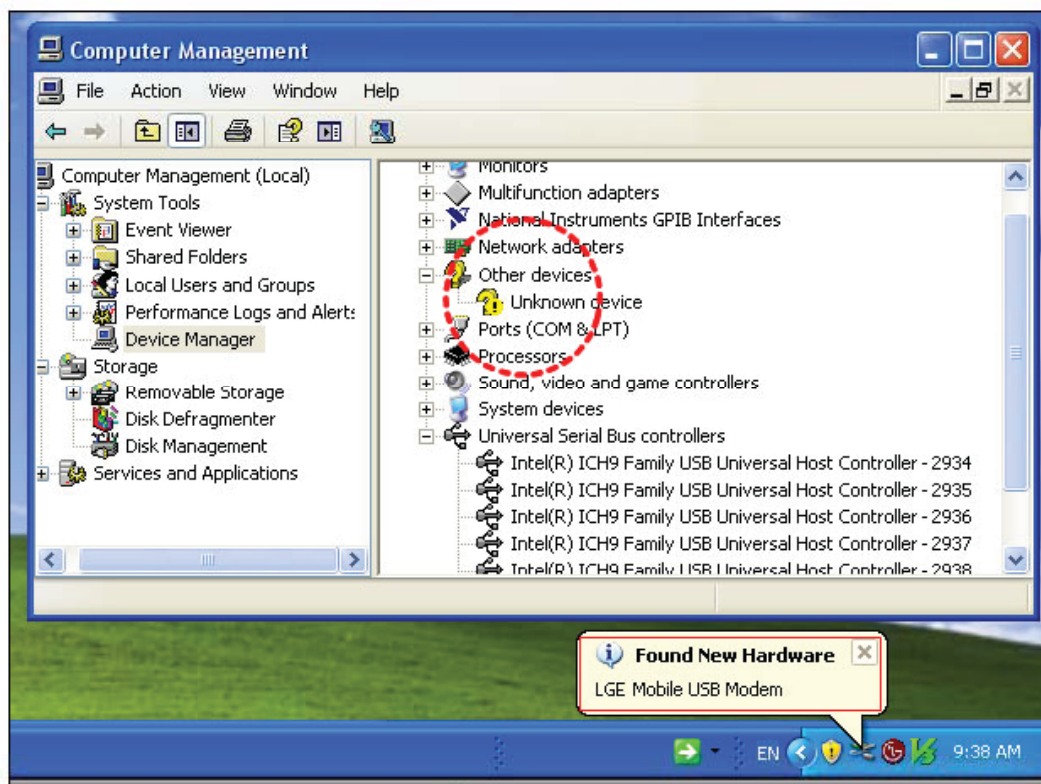 Computer Management
File Action View Window Help
Computer Management (Local)
System Tools
Event Viewer
Shared Folders
Local Users and Groups
Performance Logs and Alert:
Device Manager
Storage
Removable Storage
Disk Defragmenter
Disk Management
Services and Applications
Monitors
Multifunction adapters
National Instruments GPIB Interfaces
Network adapters
Other devices
Unknown device
Ports (COM & LPT)
Processors
Sound, video and game controllers
System devices
Universal Serial Bus controllers
Intel(R) ICH9 Family USB Universal Host Controller - 2934
Intel(R) ICH9 Family USB Universal Host Controller - 2935
Intel(R) ICH9 Family USB Universal Host Controller - 2936
Intel(R) ICH9 Family USB Universal Host Controller - 2937
Intel(R) ICH9 Family USB Universal Host Controller - 2938
Found New Hardware
LGE Mobile USB Modem
EN 9:38 AM